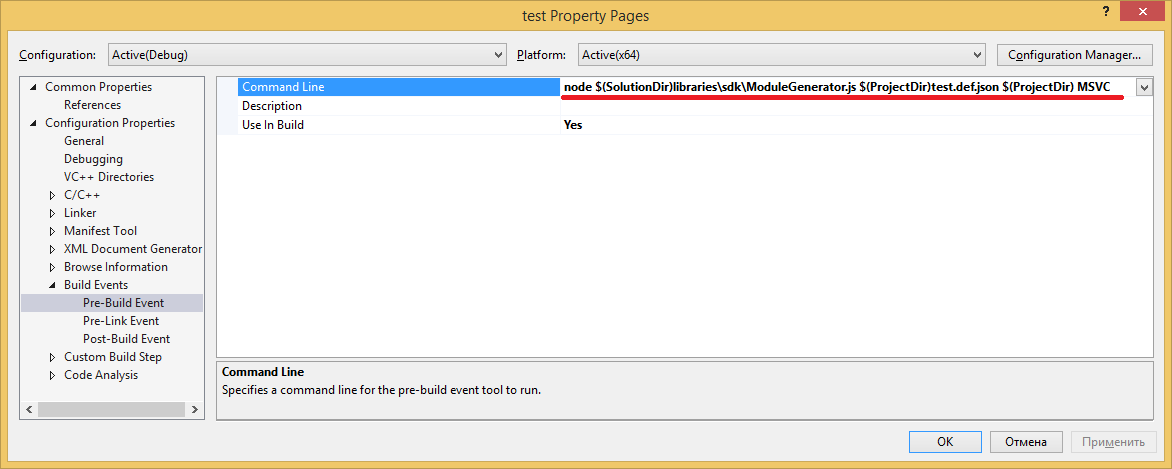 test Property Pages
?
Configuration: Active(Debug) Platform: Active(x64) Configuration Manager...
Common Properties
References
Configuration Properties
General
Debugging
VC++ Directories
C/C++
Linker
Manifest Tool
XML Document Generator
Browse Information
Build Events
Pre-Build Event
Pre-Link Event
Post-Build Event
Custom Build Step
Code Analysis
Command Line node $(SolutionDir)libraries\sdk\ModuleGenerator.js $(ProjectDir)test.def.json $(ProjectDir) MSVC
Description
Use In Build Yes
Command Line
Specifies a command line for the pre-build event tool to run.
OK Отмена Применить